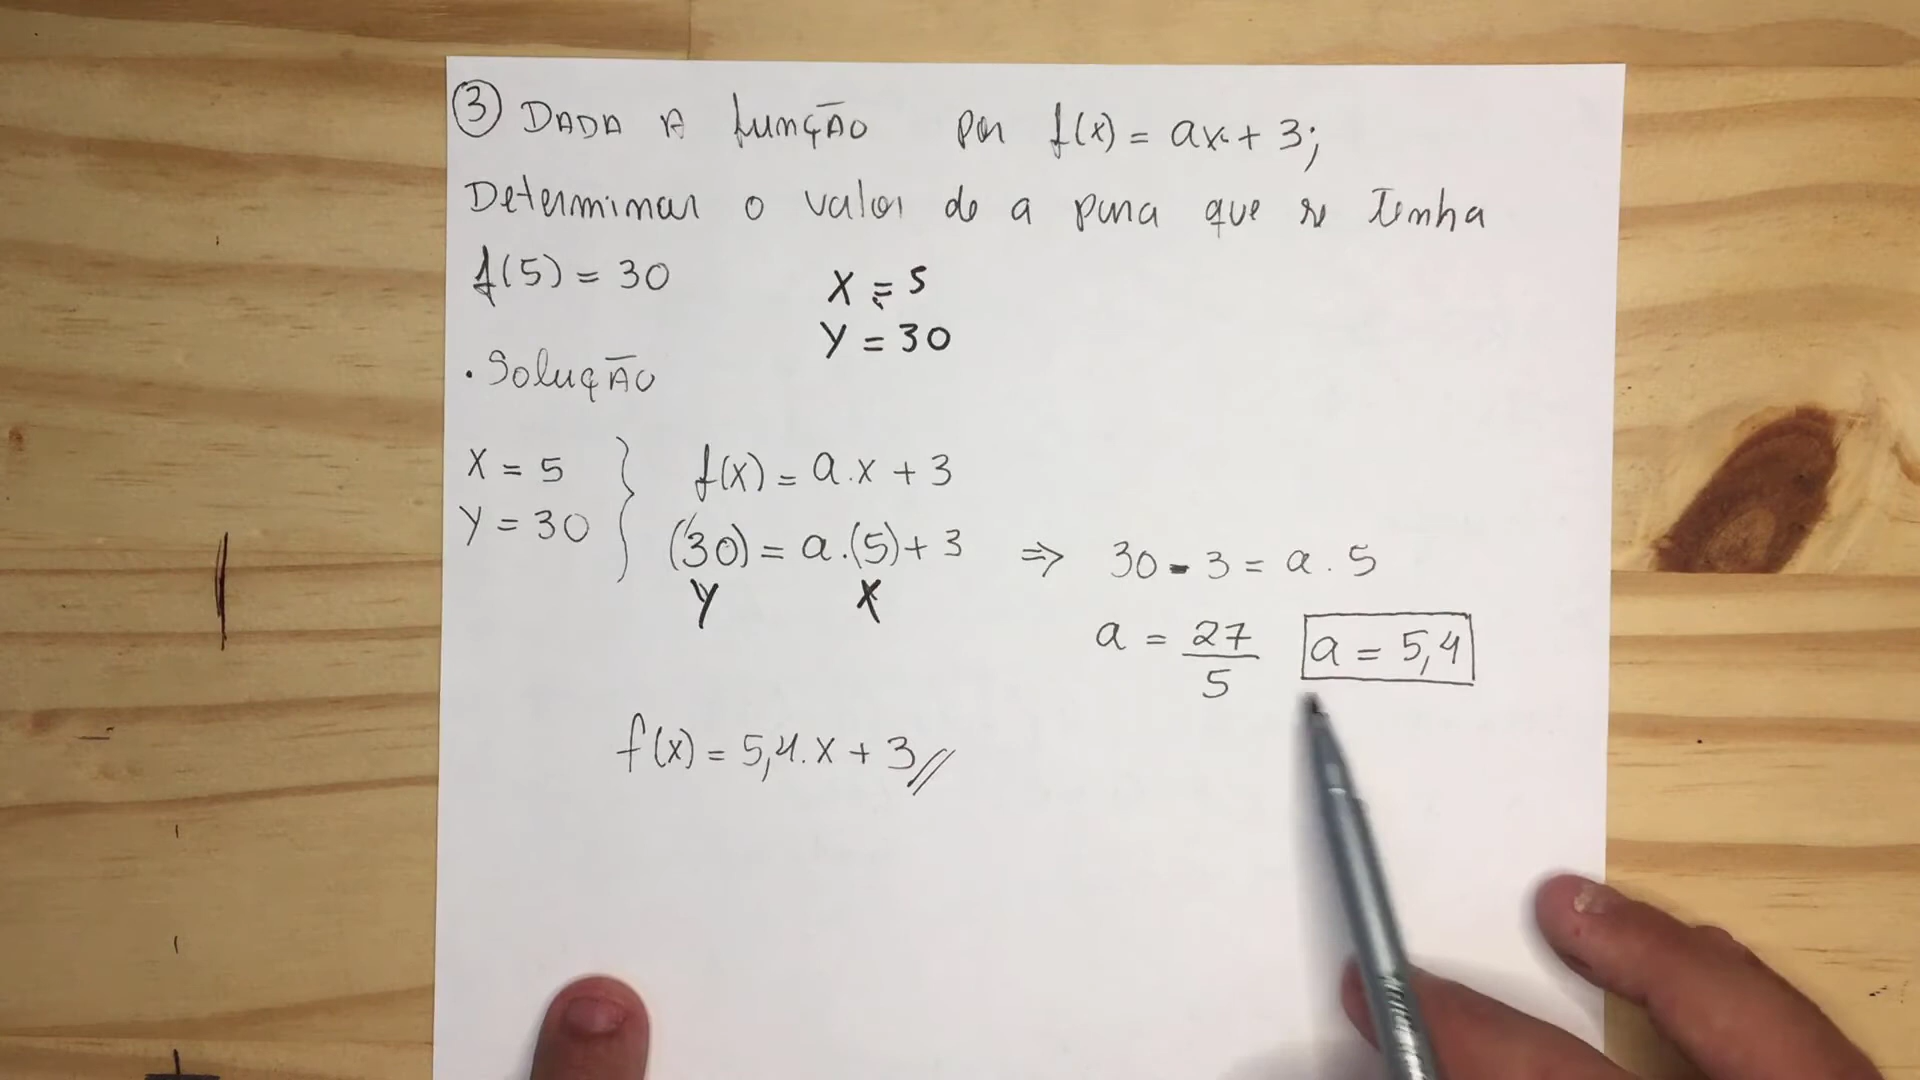 ③ DADA A função por f(x) = ax + 3;
Determinar o valor de a para que se tenha
f(5) = 30
X = 5
Y = 30
• Solução
X = 5
Y = 30
f(x) = a.x + 3
(30) = a.(5) + 3 ⇒ 30 - 3 = a . 5
Y X
a = 27/5 a = 5,4
f(x) = 5,4.x + 3//